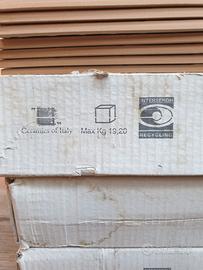 Ceramics of Italy
Max Kg 19,20
INTERSEROH
RECYCLING